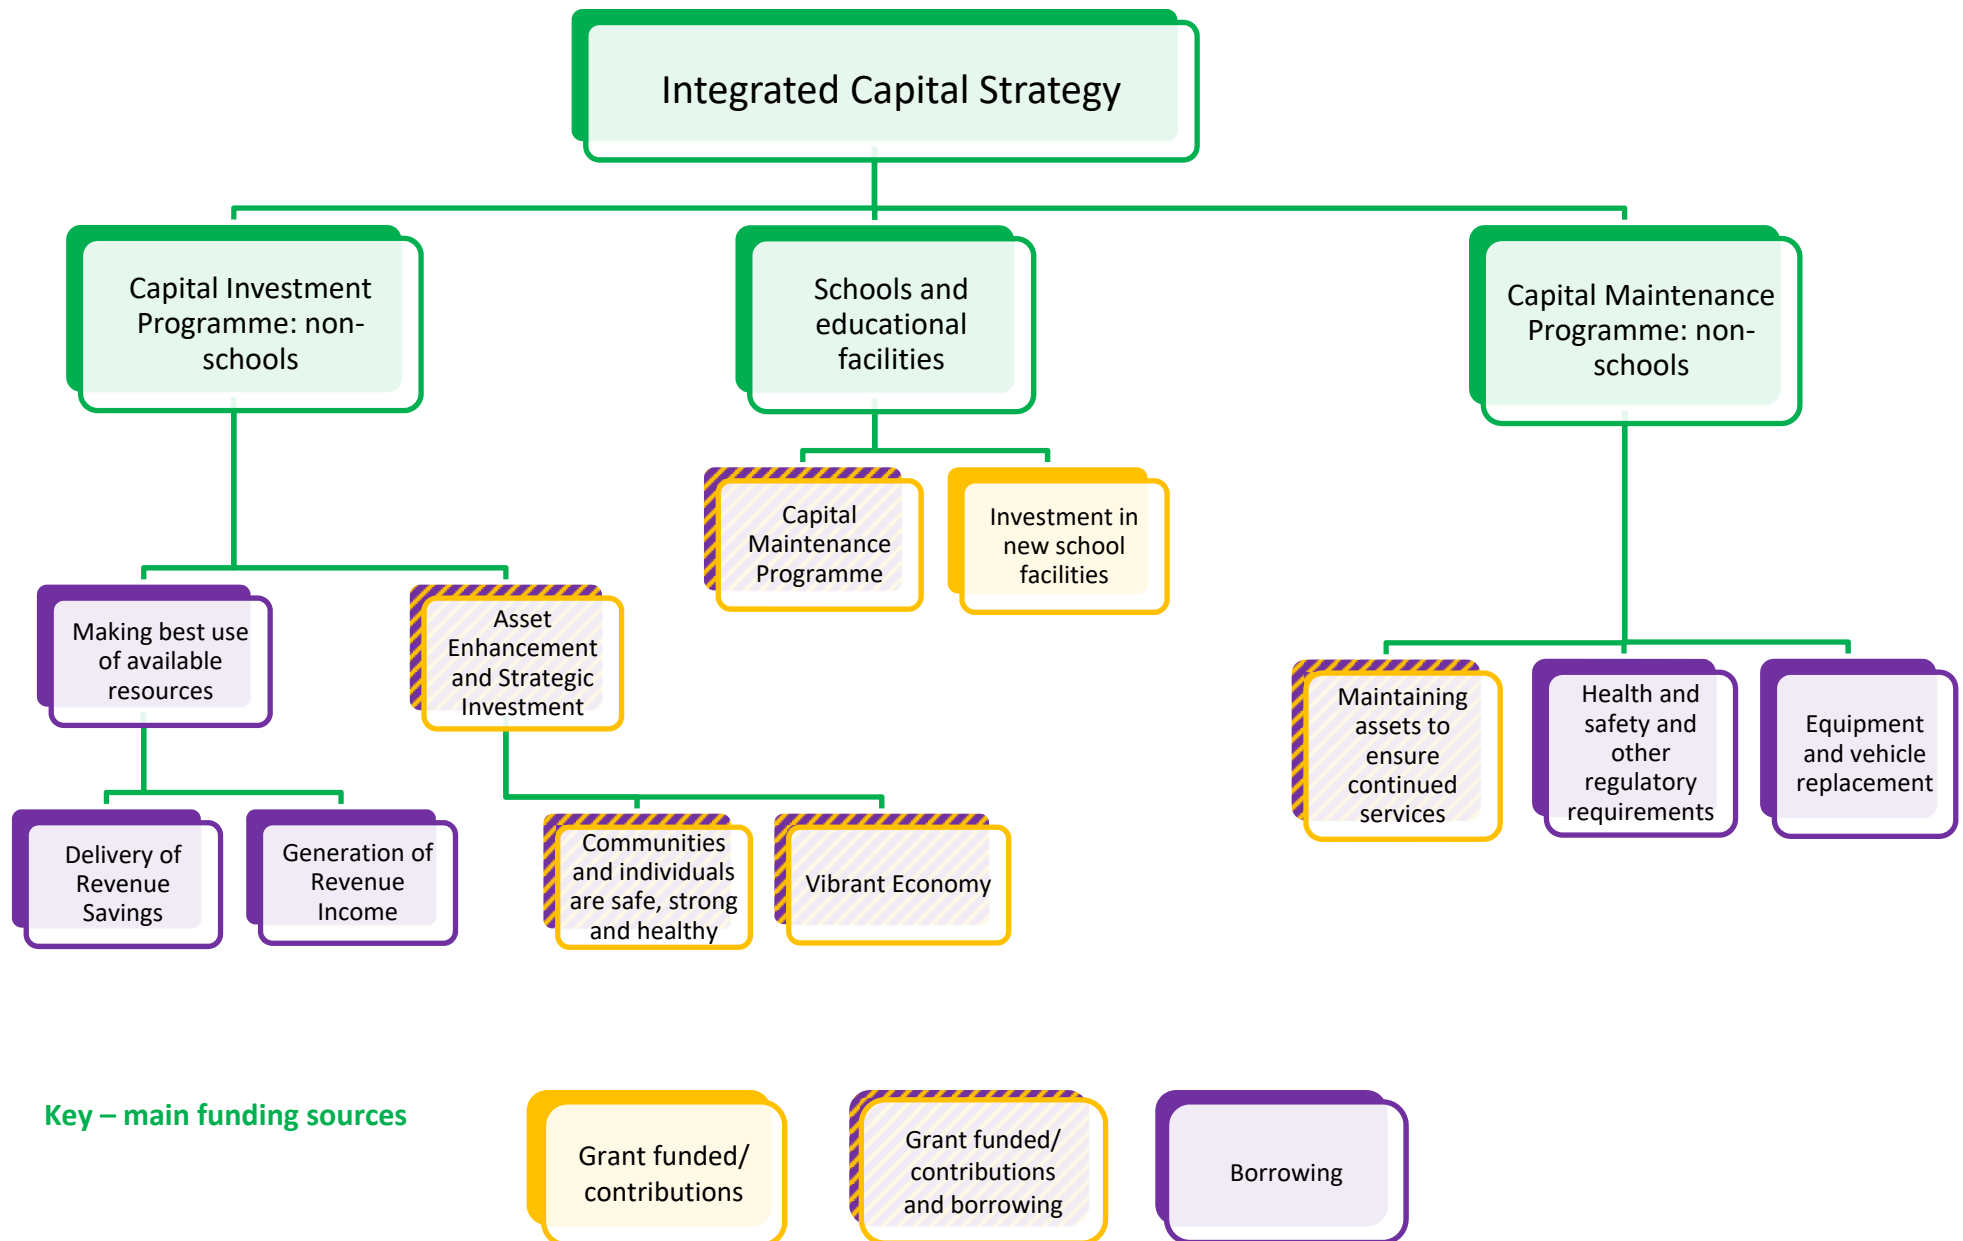 Integrated Capital Strategy
Capital Investment
Programme: non-
schools
Schools and
educational
facilities
Capital Maintenance
Programme: non-
schools
Capital
Maintenance
Programme
Investment in
new school
facilities
Making best use
of available
resources
Asset
Enhancement
and Strategic
Investment
Maintaining
assets to
ensure
continued
services
Health and
safety and
other
regulatory
requirements
Equipment
and vehicle
replacement
Delivery of
Revenue
Savings
Generation of
Revenue
Income
Communities
and individuals
are safe, strong
and healthy
Vibrant Economy
Key – main funding sources
Grant funded/
contributions
Grant funded/
contributions
and borrowing
Borrowing